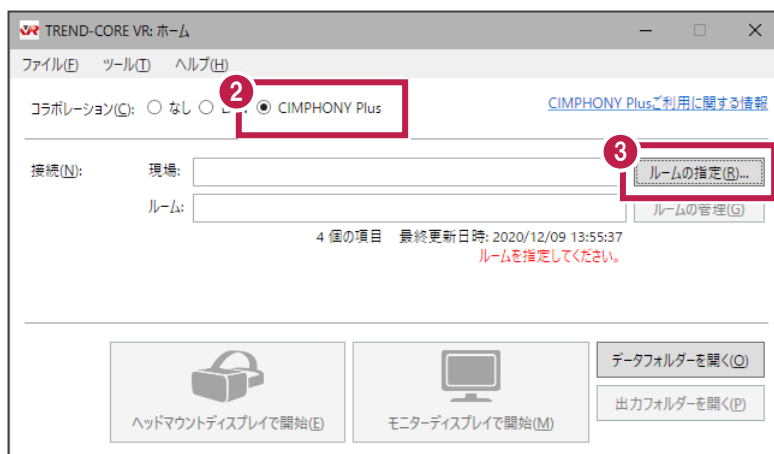 TREND-CORE VR: ホーム
ファイル(F) ツール(T) ヘルプ(H)
2
コラボレーション(C): なし CIMPHONY Plus CIMPHONY Plusご利用に関する情報
3
接続(N): 現場: ルームの指定(R)...
ルーム: ルームの管理(G)
4 個の項目 最終更新日時: 2020/12/09 13:55:37
ルームを指定してください。
データフォルダーを開く(O)
出力フォルダーを開く(P)
ヘッドマウントディスプレイで開始(E) モニターディスプレイで開始(M)